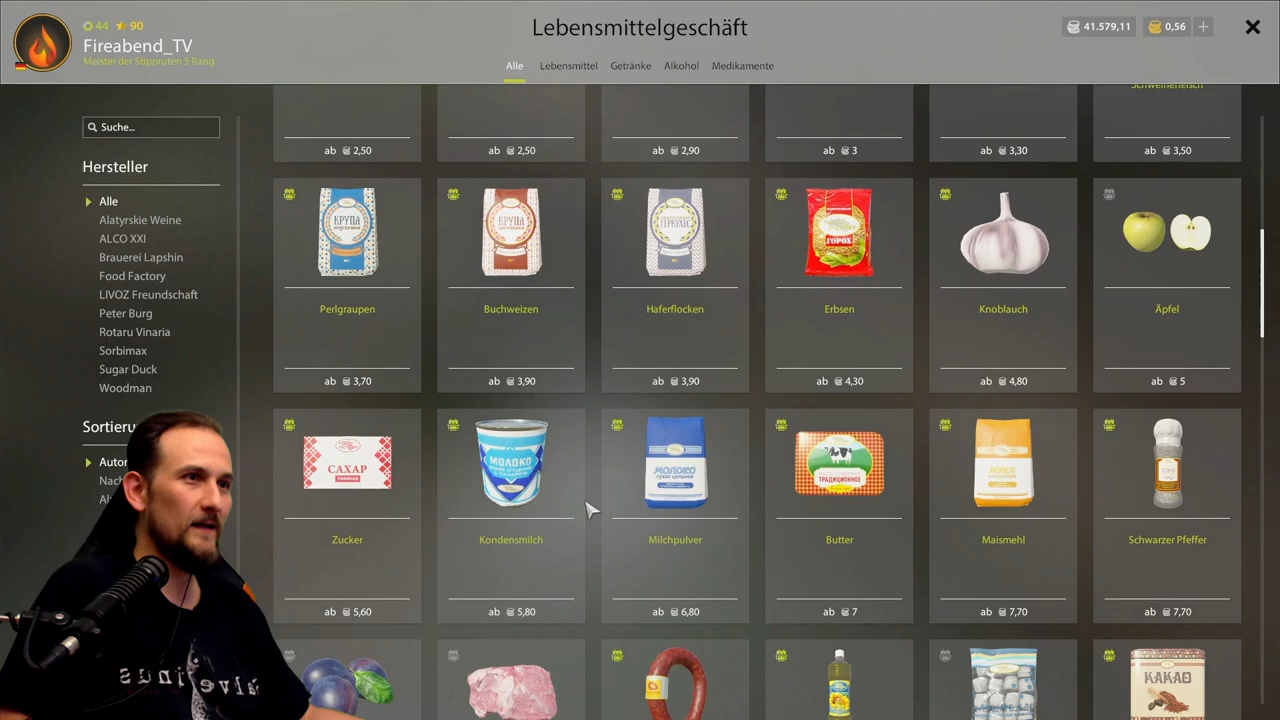 44 90
Fireabend_TV
Meister der Stippruten 5 Rang
Lebensmittelgeschäft
41.579,11
0,56
Alle Lebensmittel Getränke Alkohol Medikamente
Suche...
Hersteller
Alle
Alatyrskie Weine
ALCO XXI
Brauerei Lapshin
Food Factory
LIVOZ Freundschaft
Peter Burg
Rotaru Vinaria
Sorbimax
Sugar Duck
Woodman
Sortieru
Autom
Nach
Schweinefleisch
ab 2,50
ab 2,50
ab 2,90
ab 3
ab 3,30
ab 3,50
КРУПА
КРУПА
ГЕРКУЛЕС
ГОРОХ
Perlgraupen
Buchweizen
Haferflocken
Erbsen
Knoblauch
Äpfel
ab 3,70
ab 3,90
ab 3,90
ab 4,30
ab 4,80
ab 5
САХАР
МОЛОКО
МОЛОКО
сухое цельное
ТРАДИЦИОННОЕ
МУКА
Zucker
Kondensmilch
Milchpulver
Butter
Maismehl
Schwarzer Pfeffer
ab 5,60
ab 5,80
ab 6,80
ab 7
ab 7,70
ab 7,70
КАКАО